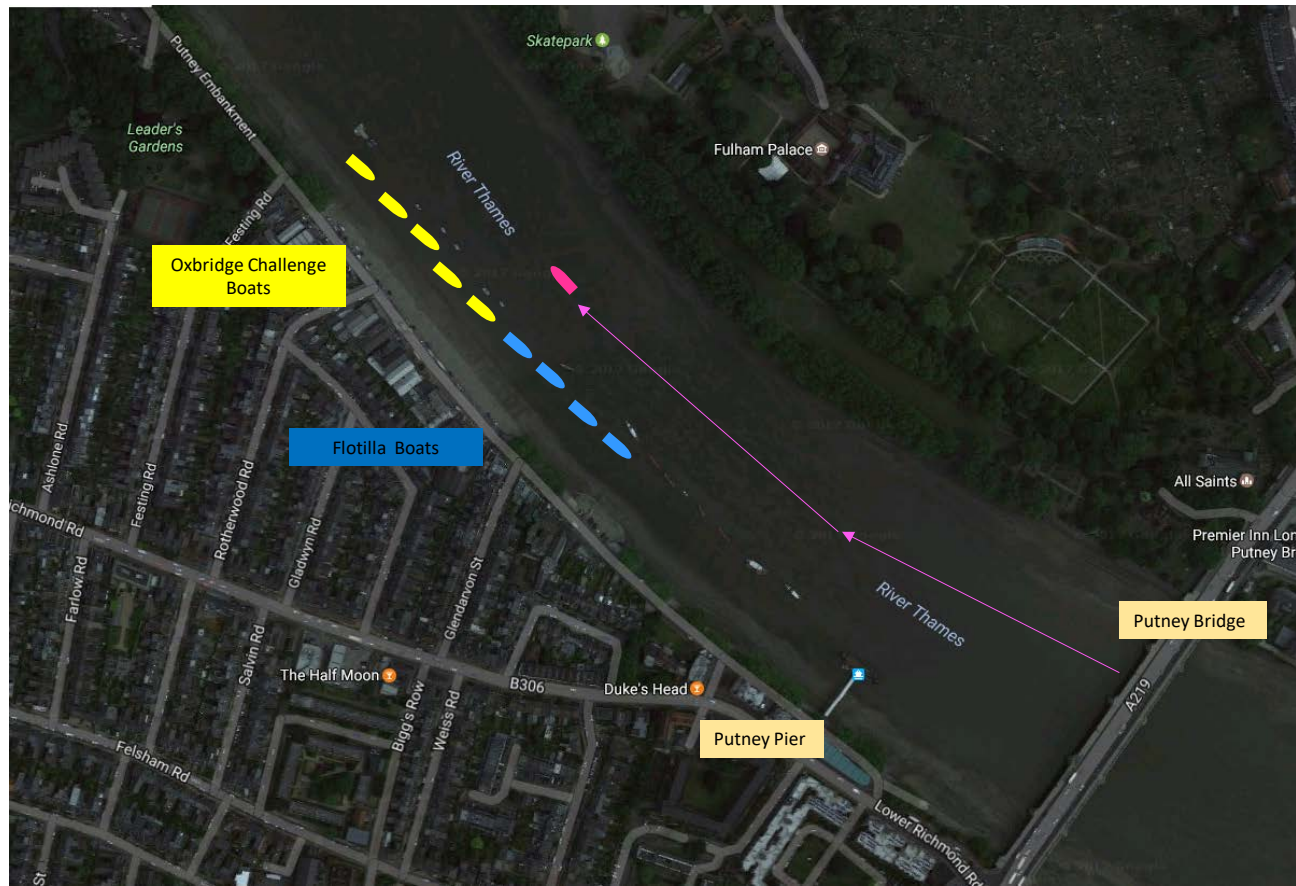 Skatepark
Putney Embankment
Leader's
Gardens
Fulham Palace
River Thames
Festing Rd
Oxbridge Challenge
Boats
Flotilla Boats
Ashlone Rd
Festing Rd
Rotherwood Rd
Gladwyn Rd
Glendarvon St
All Saints
Premier Inn Lon
Putney Br
ichmond Rd
Farlow Rd
Salvin Rd
River Thames
Putney Bridge
A219
The Half Moon
B306
Duke's Head
Bigg's Row
Weiss Rd
Putney Pier
Felsham Rd
Lower Richmond Rd
St